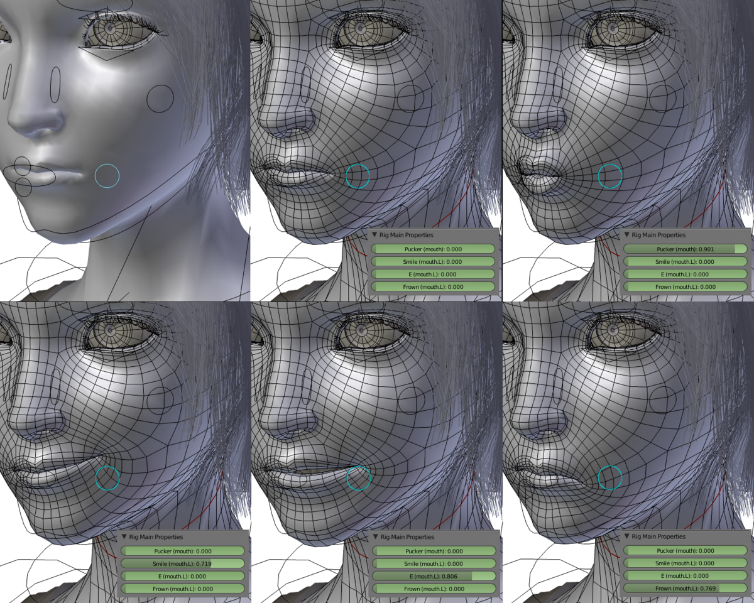 Rig Main Properties
Pucker (mouth): 0.000
Smile (mouth.L): 0.000
E (mouth.L): 0.000
Frown (mouth.L): 0.000
Rig Main Properties
Pucker (mouth): 0.901
Smile (mouth.L): 0.000
E (mouth.L): 0.000
Frown (mouth.L): 0.000
Rig Main Properties
Pucker (mouth): 0.000
Smile (mouth.L): 0.719
E (mouth.L): 0.000
Frown (mouth.L): 0.000
Rig Main Properties
Pucker (mouth): 0.000
Smile (mouth.L): 0.000
E (mouth.L): 0.806
Frown (mouth.L): 0.000
Rig Main Properties
Pucker (mouth): 0.000
Smile (mouth.L): 0.000
E (mouth.L): 0.000
Frown (mouth.L): 0.769